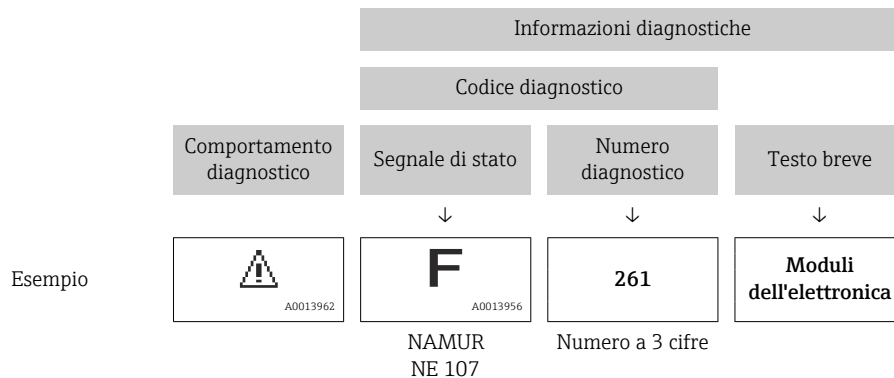 Informazioni diagnostiche
Codice diagnostico
Comportamento
diagnostico
Segnale di stato
Numero
diagnostico
Testo breve
↓
↓
↓
Esempio
A0013962
F
A0013956
261
Moduli
dell'elettronica
NAMUR
NE 107
Numero a 3 cifre